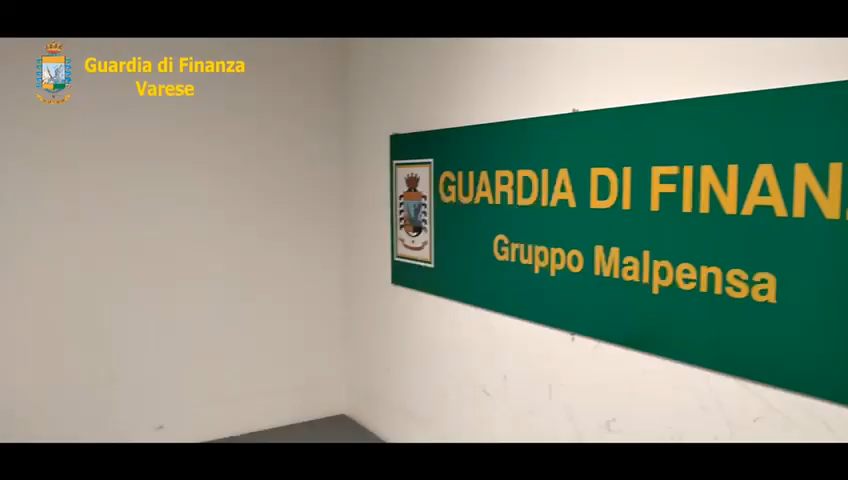 Guardia di Finanza
Varese
GUARDIA DI FINAN
Gruppo Malpensa